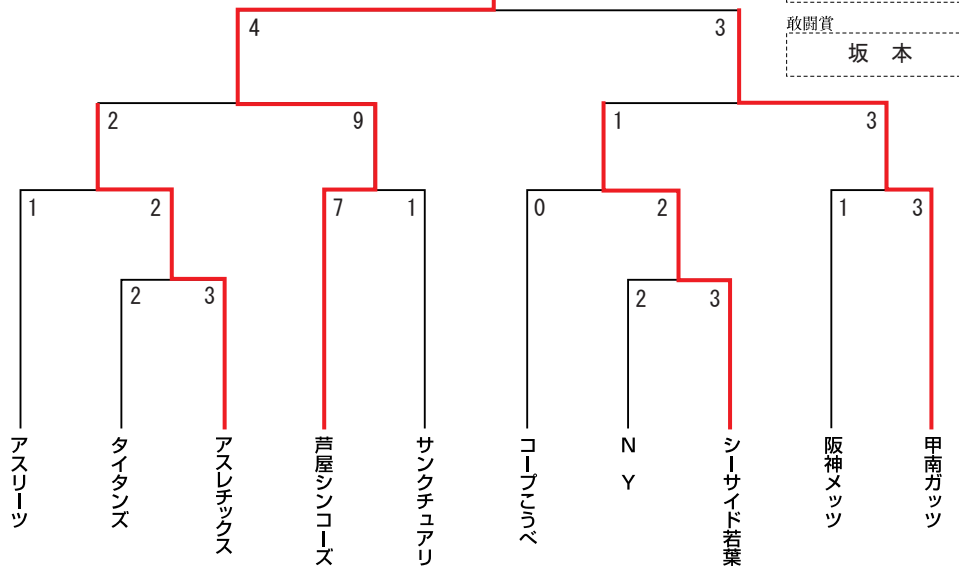 敢闘賞
坂 本
4 3
2 9 1 3
1 2 7 1 0 2 1 3
2 3 2 3
アスリーツ
タイタンズ
アスレチックス
芦屋シンコーズ
サンクチュアリ
コープこうべ
N Y
シーサイド若葉
阪神メッツ
甲南ガッツ